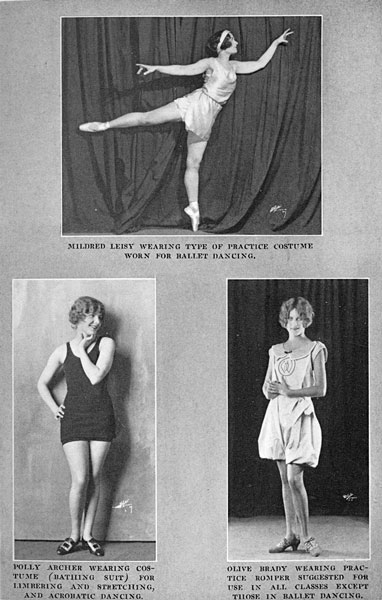 MILDRED LEISY WEARING TYPE OF PRACTICE COSTUME
WORN FOR BALLET DANCING.
POLLY ARCHER WEARING COS-
TUME (BATHING SUIT) FOR
LIMBERING AND STRETCHING,
AND ACROBATIC DANCING.
OLIVE BRADY WEARING PRAC-
TICE ROMPER SUGGESTED FOR
USE IN ALL CLASSES EXCEPT
THOSE IN BALLET DANCING.